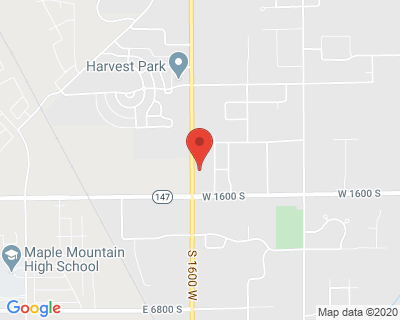 Harvest Park
147
W 1600 S
W 1600 S
Maple Mountain
High School
S 1600 W
E 6800 S
Google
Map data ©2020